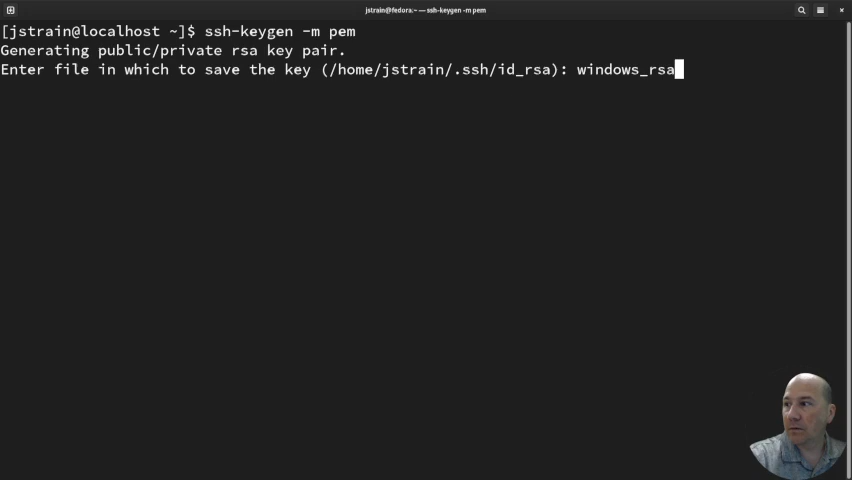 jstrain@fedora:~ — ssh-keygen -m pem
[jstrain@localhost ~]$ ssh-keygen -m pem
Generating public/private rsa key pair.
Enter file in which to save the key (/home/jstrain/.ssh/id_rsa): windows_rsa